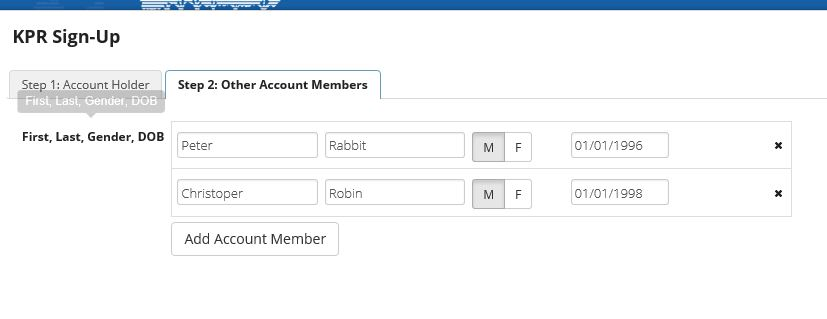 KPR Sign-Up
Step 1: Account Holder
Step 2: Other Account Members
First, Last, Gender, DOB
First, Last, Gender, DOB
Peter Rabbit M F 01/01/1996 ×
Christoper Robin M F 01/01/1998 ×
Add Account Member